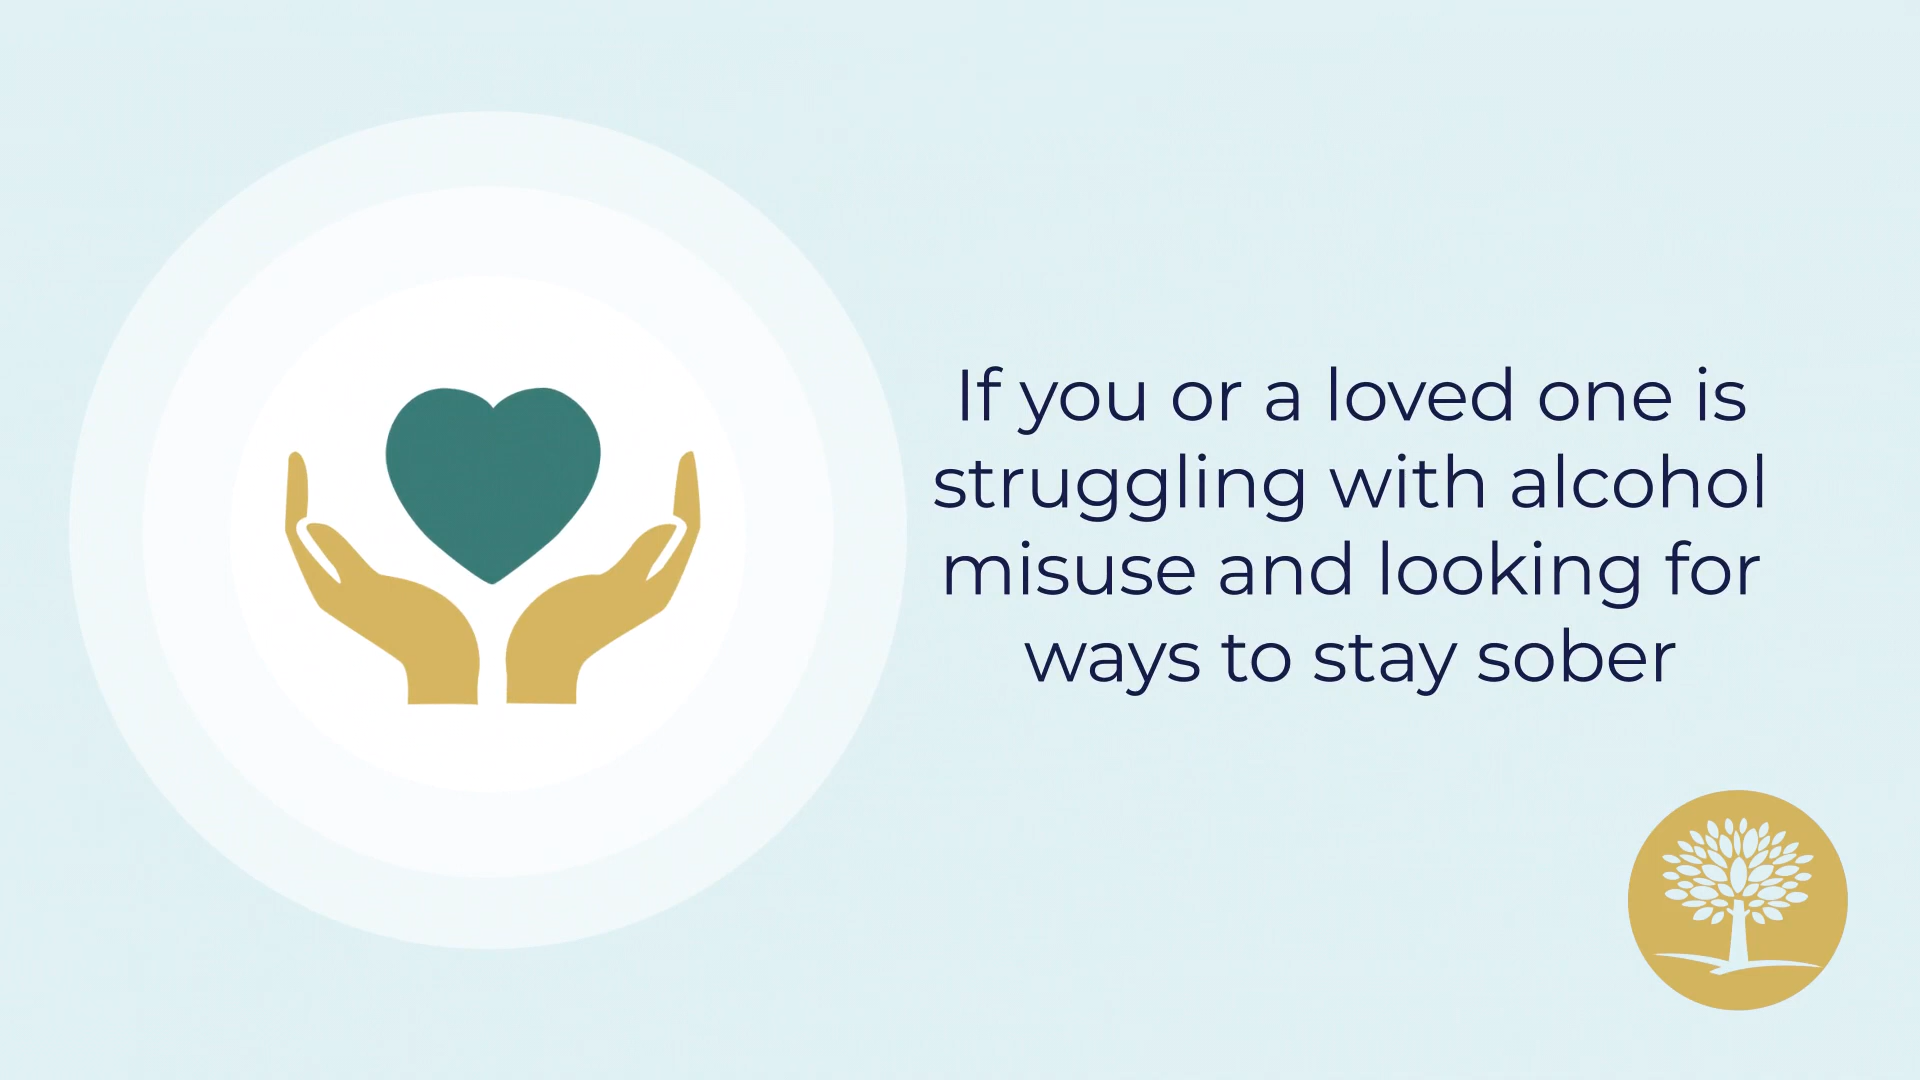 If you or a loved one is
struggling with alcohol
misuse and looking for
ways to stay sober